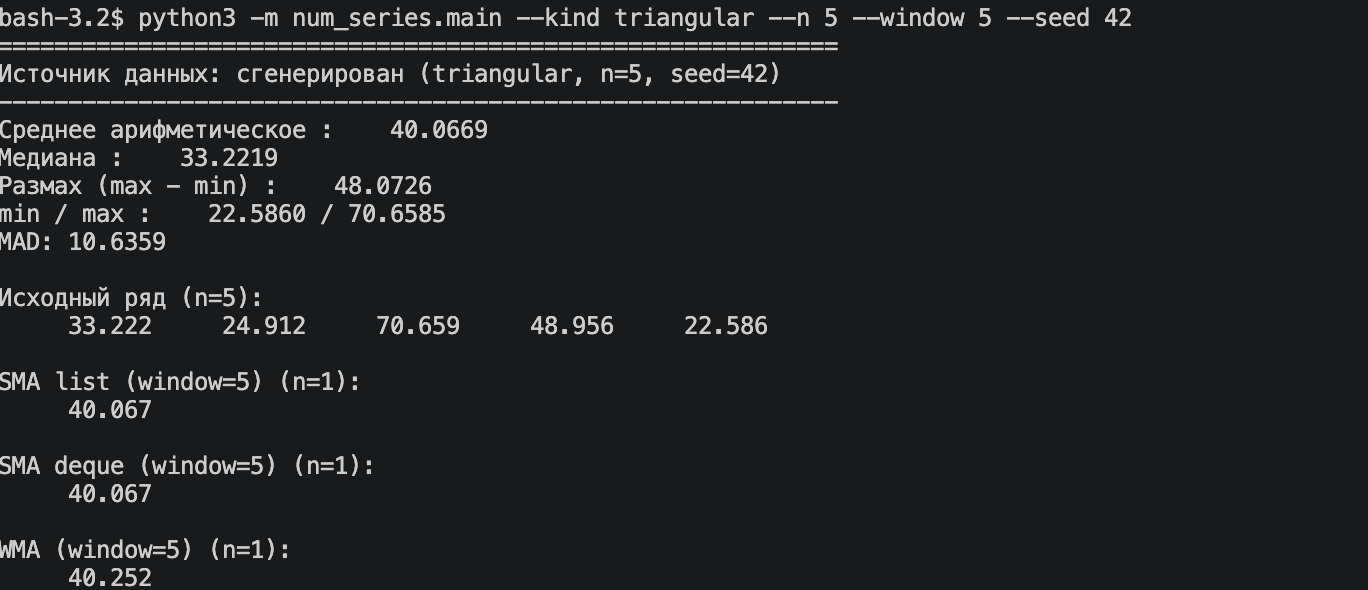 bash-3.2$ python3 -m num_series.main --kind triangular --n 5 --window 5 --seed 42
============================================================
Источник данных: сгенерирован (triangular, n=5, seed=42)
------------------------------------------------------------
Среднее арифметическое :    40.0669
Медиана :    33.2219
Размах (max - min) :    48.0726
min / max :    22.5860 / 70.6585
MAD: 10.6359
Исходный ряд (n=5):
     33.222     24.912     70.659     48.956     22.586
SMA list (window=5) (n=1):
     40.067
SMA deque (window=5) (n=1):
     40.067
WMA (window=5) (n=1):
     40.252